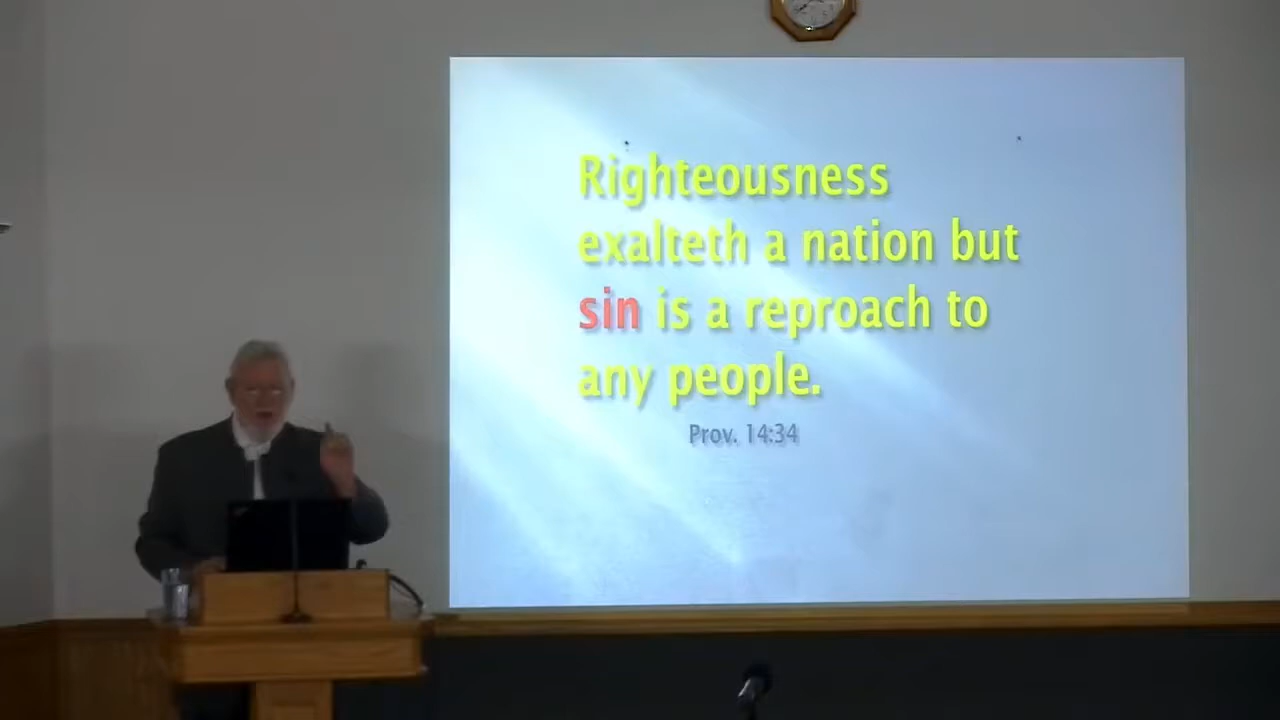 Righteousness
exalteth a nation but
sin is a reproach to
any people.
Prov. 14:34